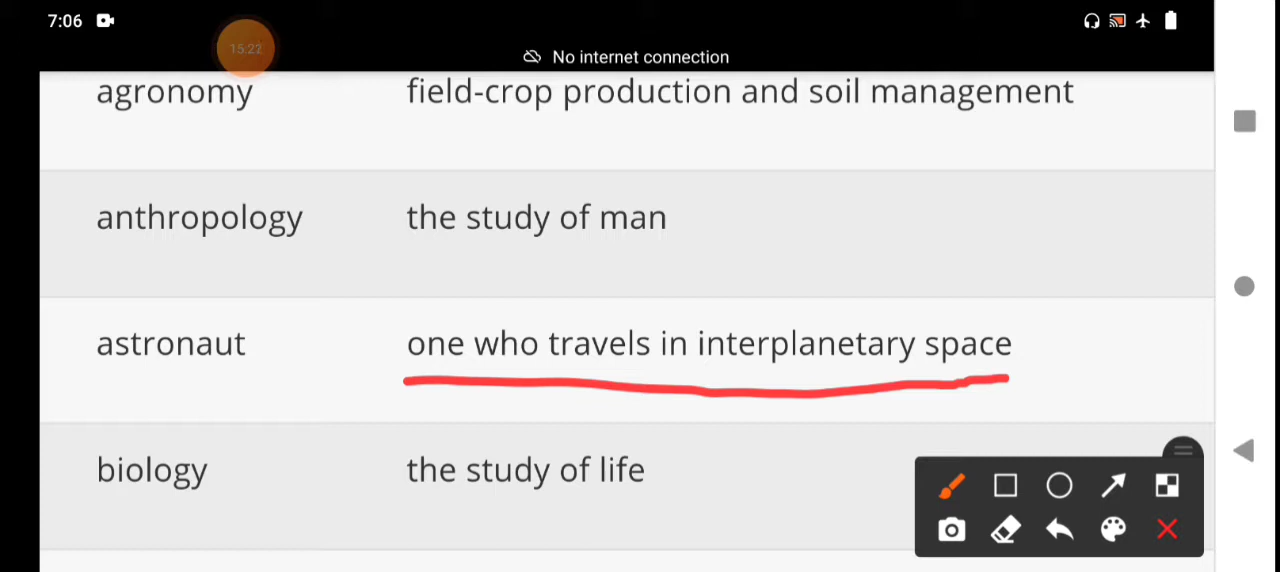 7:06
15:22
No internet connection
agronomy field-crop production and soil management
anthropology the study of man
astronaut one who travels in interplanetary space
biology the study of life